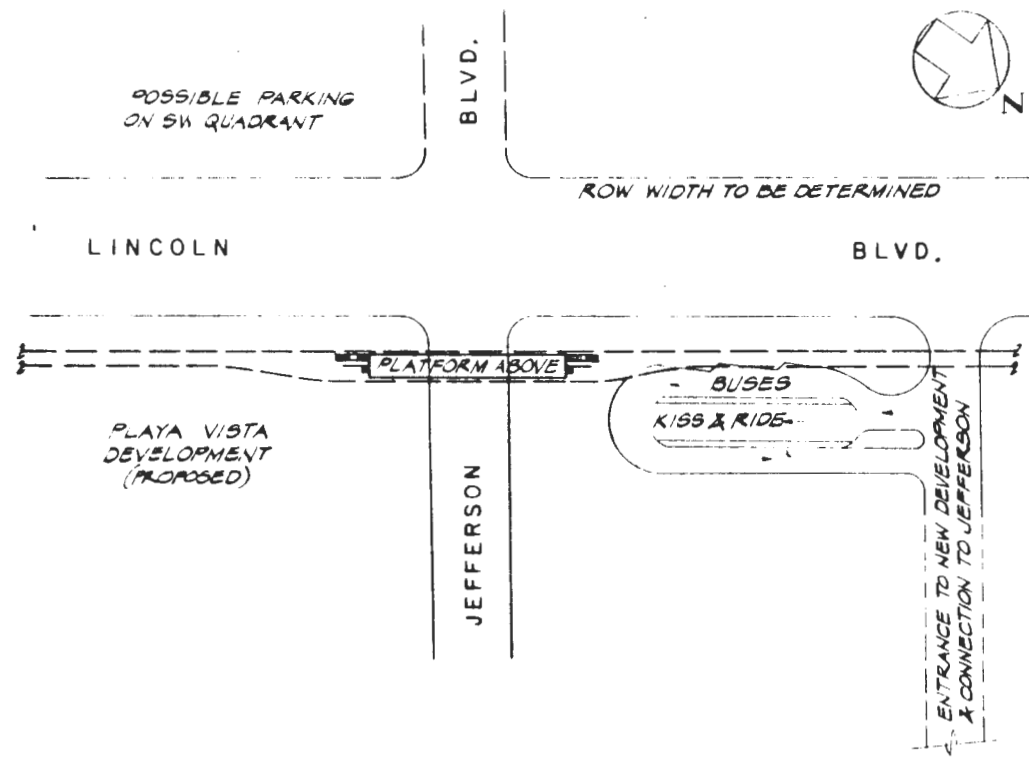 BLVD.
N
POSSIBLE PARKING
ON SW QUADRANT
ROW WIDTH TO BE DETERMINED
LINCOLN
BLVD.
PLATFORM ABOVE
BUSES
KISS & RIDE
PLAYA VISTA
DEVELOPMENT
(PROPOSED)
JEFFERSON
ENTRANCE TO NEW DEVELOPMENT
& CONNECTION TO JEFFERSON